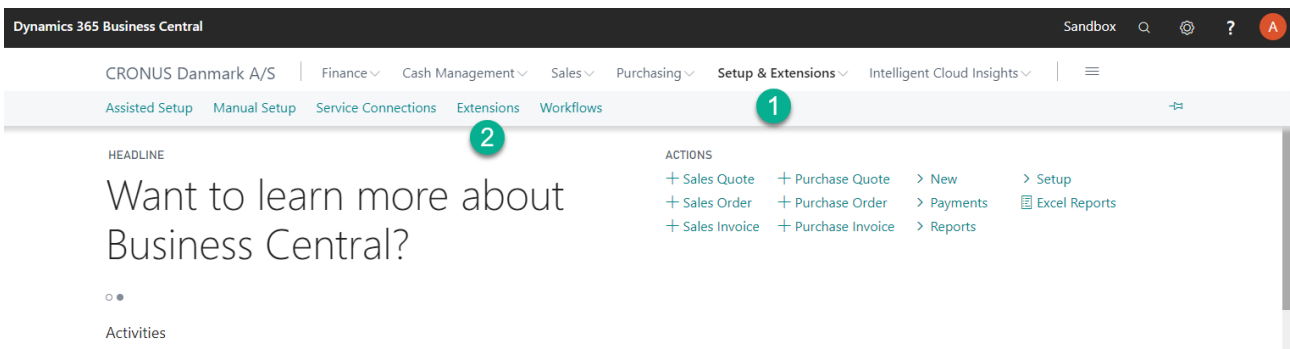 Dynamics 365 Business Central Sandbox ? A
CRONUS Danmark A/S Finance Cash Management Sales Purchasing Setup & Extensions Intelligent Cloud Insights
1
Assisted Setup Manual Setup Service Connections Extensions Workflows
2
HEADLINE
Want to learn more about
Business Central?
ACTIONS
+ Sales Quote + Purchase Quote > New > Setup
+ Sales Order + Purchase Order > Payments Excel Reports
+ Sales Invoice + Purchase Invoice > Reports
Activities